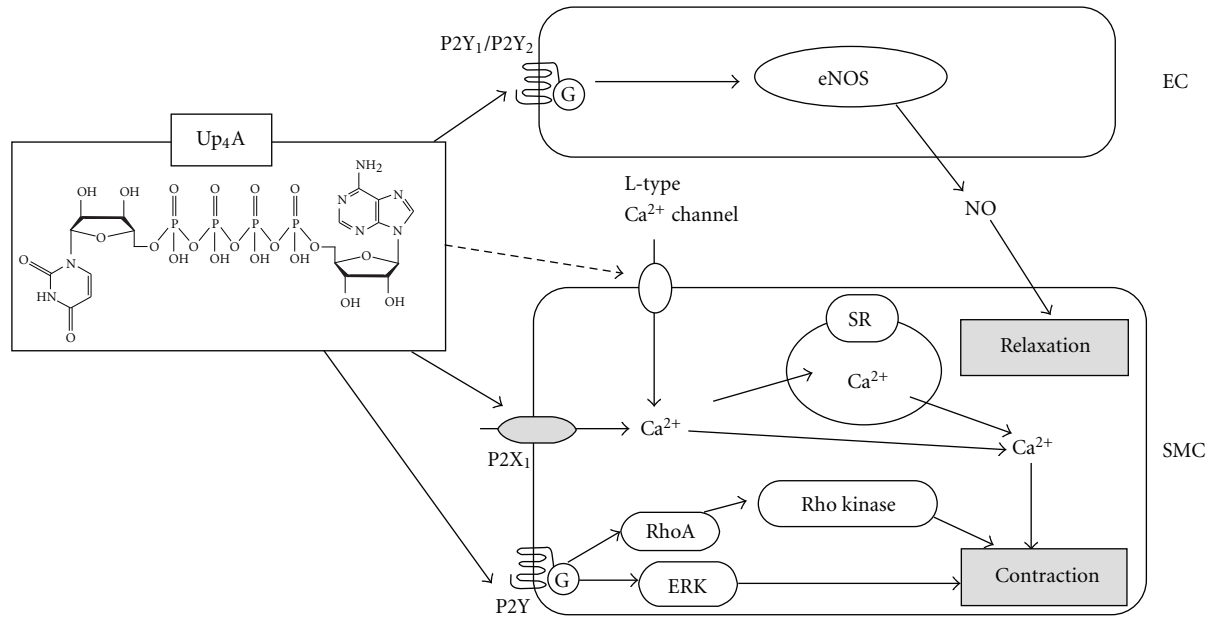 P2Y₁/P2Y₂
G
eNOS
EC
Up₄A
NH₂
OH OH
O O O O
N N
P P P P
N N
O
O O O O O
OH OH OH OH
O
O
N
HN
OH OH
O
L-type
Ca²⁺ channel
NO
SR
Relaxation
Ca²⁺
Ca²⁺
P2X₁
Ca²⁺
SMC
Rho kinase
RhoA
G
ERK
Contraction
P2Y